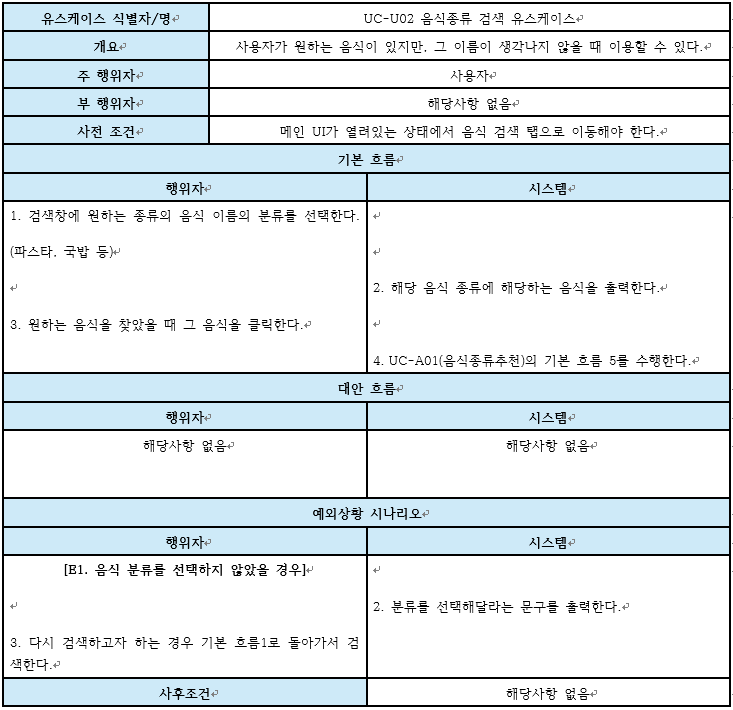 유스케이스 식별자/명 UC-U02 음식종류 검색 유스케이스
개요 사용자가 원하는 음식이 있지만, 그 이름이 생각나지 않을 때 이용할 수 있다.
주 행위자 사용자
부 행위자 해당사항 없음
사전 조건 메인 UI가 열려있는 상태에서 음식 검색 탭으로 이동해야 한다.
기본 흐름
행위자 시스템
1. 검색창에 원하는 종류의 음식 이름의 분류를 선택한다.
(파스타, 국밥 등)
2. 해당 음식 종류에 해당하는 음식을 출력한다.
3. 원하는 음식을 찾았을 때 그 음식을 클릭한다.
4. UC-A01(음식종류추천)의 기본 흐름 5를 수행한다.
대안 흐름
행위자 시스템
해당사항 없음 해당사항 없음
예외상황 시나리오
행위자 시스템
[E1. 음식 분류를 선택하지 않았을 경우]
2. 분류를 선택해달라는 문구를 출력한다.
3. 다시 검색하고자 하는 경우 기본 흐름1로 돌아가서 검
색한다.
사후조건 해당사항 없음